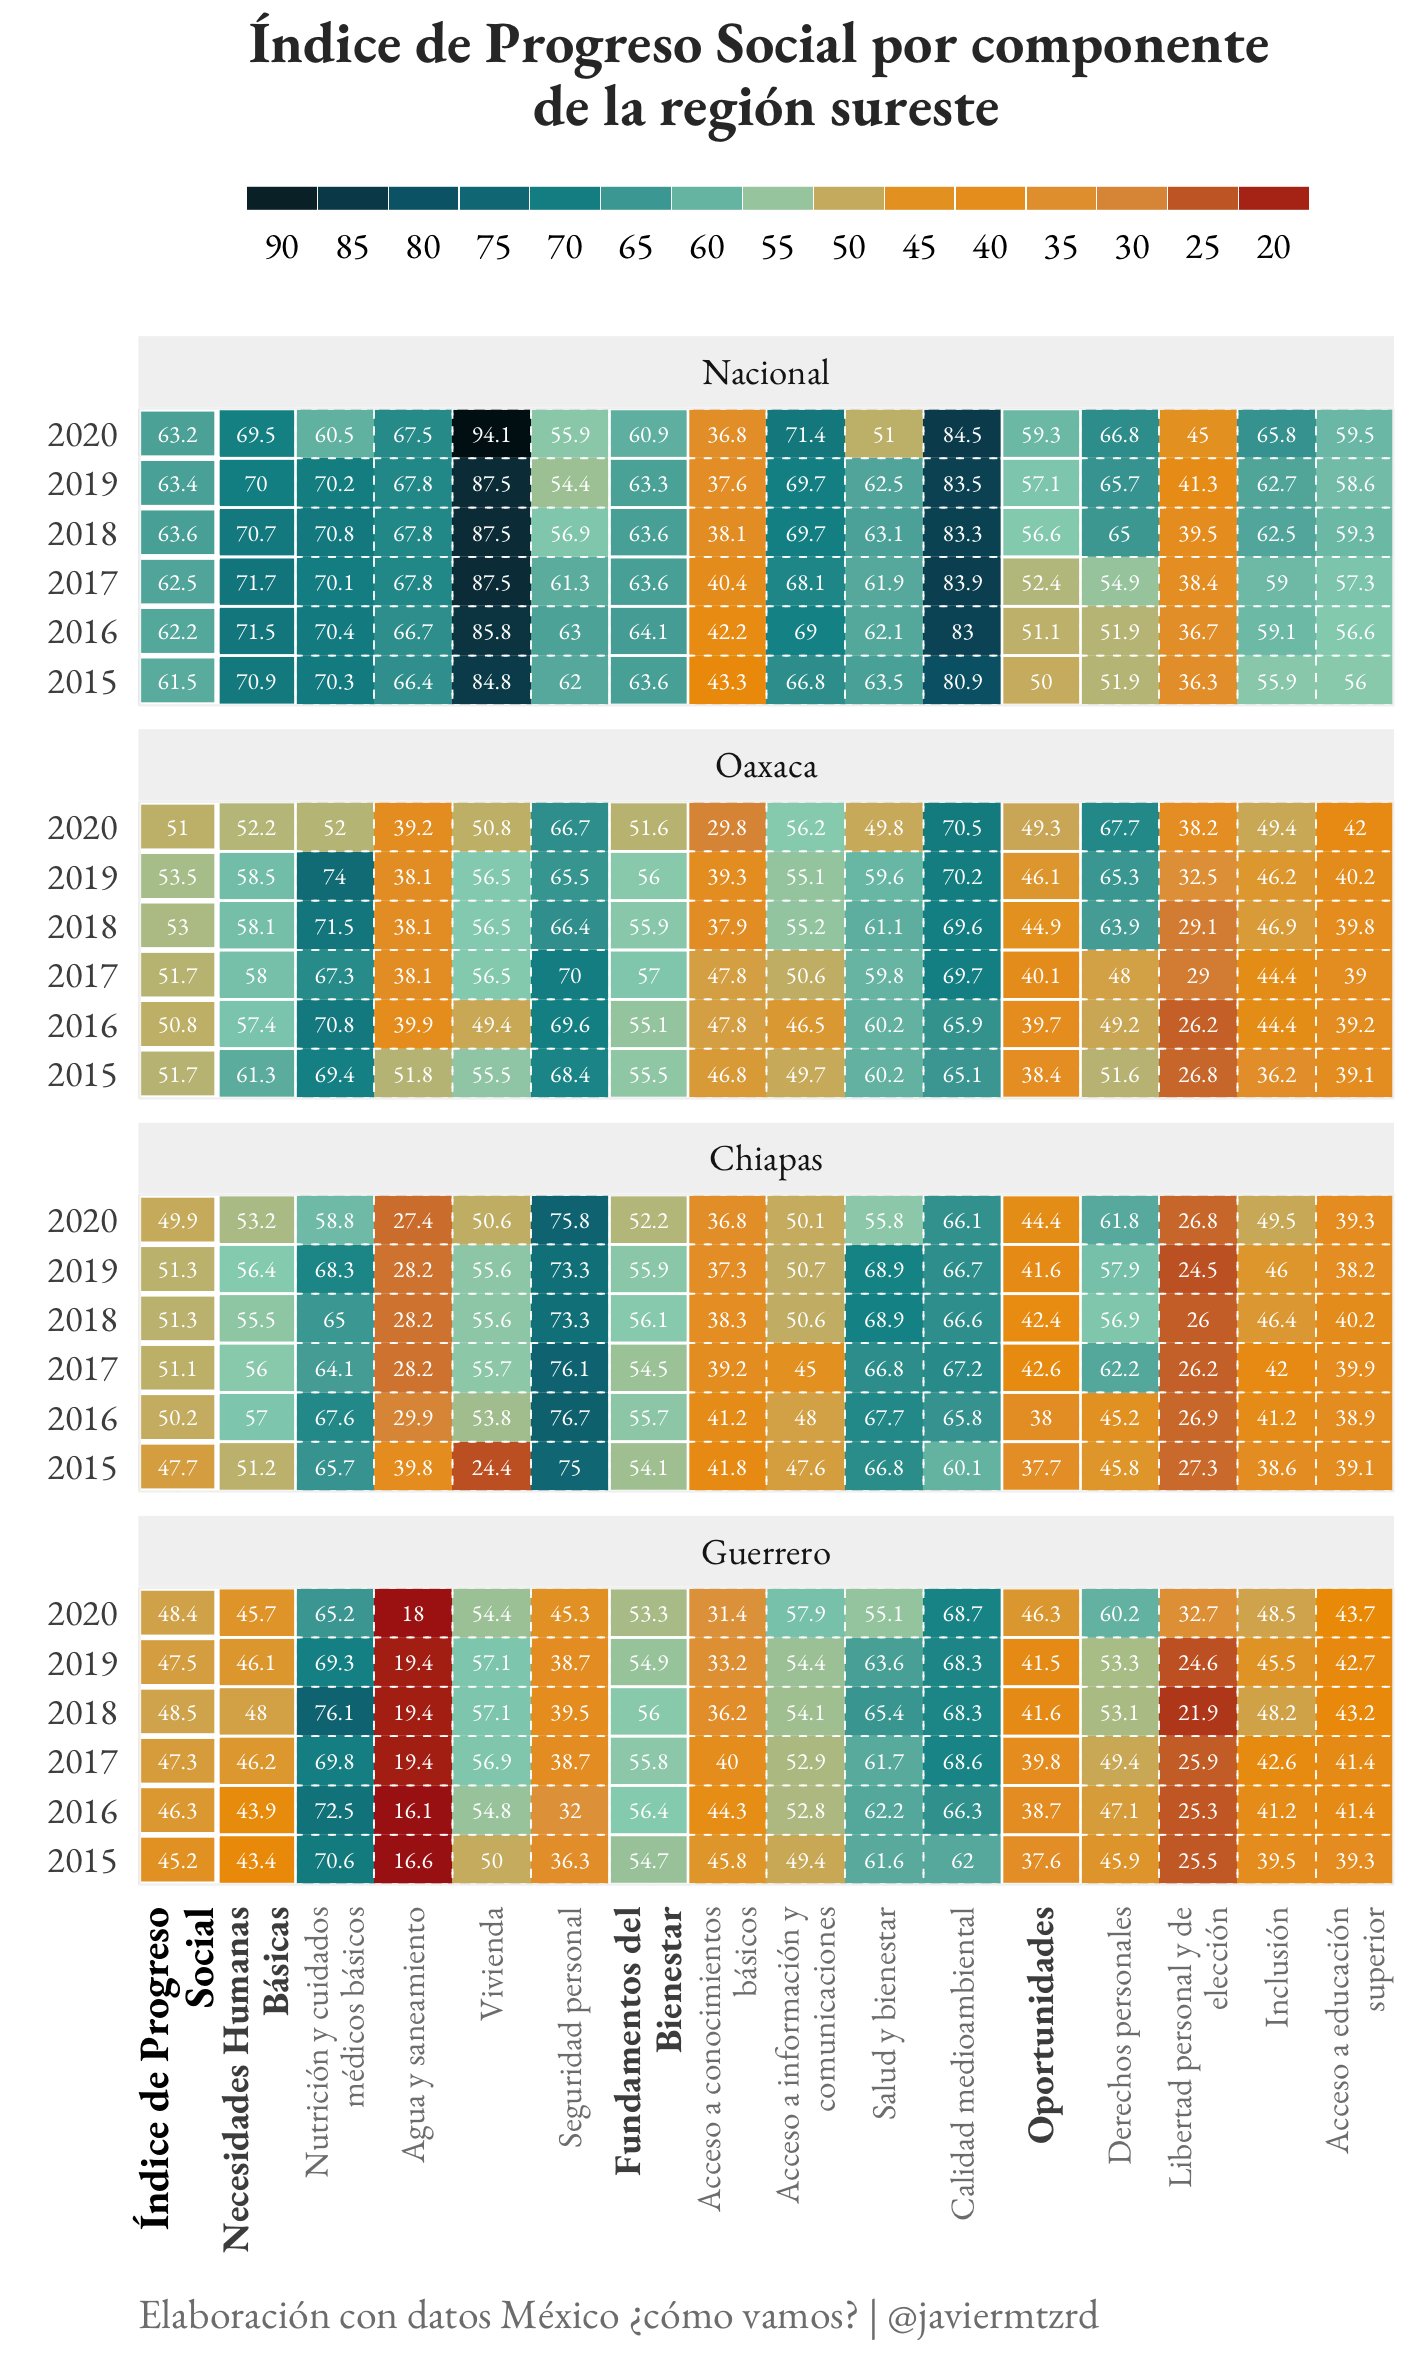 Índice de Progreso Social por componente
de la región sureste
90 85 80 75 70 65 60 55 50 45 40 35 30 25 20
Nacional
2020 63.2 69.5 60.5 67.5 94.1 55.9 60.9 36.8 71.4 51 84.5 59.3 66.8 45 65.8 59.5
2019 63.4 70 70.2 67.8 87.5 54.4 63.3 37.6 69.7 62.5 83.5 57.1 65.7 41.3 62.7 58.6
2018 63.6 70.7 70.8 67.8 87.5 56.9 63.6 38.1 69.7 63.1 83.3 56.6 65 39.5 62.5 59.3
2017 62.5 71.7 70.1 67.8 87.5 61.3 63.6 40.4 68.1 61.9 83.9 52.4 54.9 38.4 59 57.3
2016 62.2 71.5 70.4 66.7 85.8 63 64.1 42.2 69 62.1 83 51.1 51.9 36.7 59.1 56.6
2015 61.5 70.9 70.3 66.4 84.8 62 63.6 43.3 66.8 63.5 80.9 50 51.9 36.3 55.9 56
Oaxaca
2020 51 52.2 52 39.2 50.8 66.7 51.6 29.8 56.2 49.8 70.5 49.3 67.7 38.2 49.4 42
2019 53.5 58.5 74 38.1 56.5 65.5 56 39.3 55.1 59.6 70.2 46.1 65.3 32.5 46.2 40.2
2018 53 58.1 71.5 38.1 56.5 66.4 55.9 37.9 55.2 61.1 69.6 44.9 63.9 29.1 46.9 39.8
2017 51.7 58 67.3 38.1 56.5 70 57 47.8 50.6 59.8 69.7 40.1 48 29 44.4 39
2016 50.8 57.4 70.8 39.9 49.4 69.6 55.1 47.8 46.5 60.2 65.9 39.7 49.2 26.2 44.4 39.2
2015 51.7 61.3 69.4 51.8 55.5 68.4 55.5 46.8 49.7 60.2 65.1 38.4 51.6 26.8 36.2 39.1
Chiapas
2020 49.9 53.2 58.8 27.4 50.6 75.8 52.2 36.8 50.1 55.8 66.1 44.4 61.8 26.8 49.5 39.3
2019 51.3 56.4 68.3 28.2 55.6 73.3 55.9 37.3 50.7 68.9 66.7 41.6 57.9 24.5 46 38.2
2018 51.3 55.5 65 28.2 55.6 73.3 56.1 38.3 50.6 68.9 66.6 42.4 56.9 26 46.4 40.2
2017 51.1 56 64.1 28.2 55.7 76.1 54.5 39.2 45 66.8 67.2 42.6 62.2 26.2 42 39.9
2016 50.2 57 67.6 29.9 53.8 76.7 55.7 41.2 48 67.7 65.8 38 45.2 26.9 41.2 38.9
2015 47.7 51.2 65.7 39.8 24.4 75 54.1 41.8 47.6 66.8 60.1 37.7 45.8 27.3 38.6 39.1
Guerrero
2020 48.4 45.7 65.2 18 54.4 45.3 53.3 31.4 57.9 55.1 68.7 46.3 60.2 32.7 48.5 43.7
2019 47.5 46.1 69.3 19.4 57.1 38.7 54.9 33.2 54.4 63.6 68.3 41.5 53.3 24.6 45.5 42.7
2018 48.5 48 76.1 19.4 57.1 39.5 56 36.2 54.1 65.4 68.3 41.6 53.1 21.9 48.2 43.2
2017 47.3 46.2 69.8 19.4 56.9 38.7 55.8 40 52.9 61.7 68.6 39.8 49.4 25.9 42.6 41.4
2016 46.3 43.9 72.5 16.1 54.8 32 56.4 44.3 52.8 62.2 66.3 38.7 47.1 25.3 41.2 41.4
2015 45.2 43.4 70.6 16.6 50 36.3 54.7 45.8 49.4 61.6 62 37.6 45.9 25.5 39.5 39.3
Índice de Progreso
Social
Necesidades Humanas
Básicas
Nutrición y cuidados
médicos básicos
Agua y saneamiento
Vivienda
Seguridad personal
Fundamentos del
Bienestar
Acceso a conocimientos
básicos
Acceso a información y
comunicaciones
Salud y bienestar
Calidad medioambiental
Oportunidades
Derechos personales
Libertad personal y de
elección
Inclusión
Acceso a educación
superior
Elaboración con datos México ¿cómo vamos? | @javiermtzrd